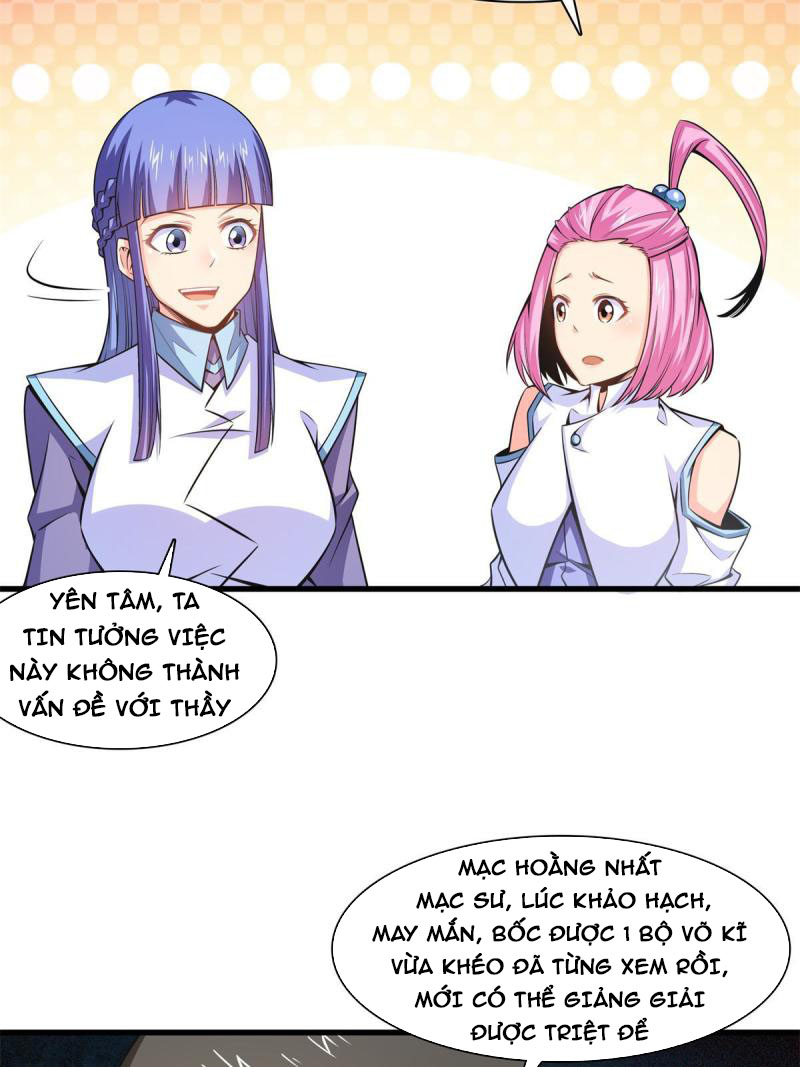 YÊN TÂM, TA
TIN TƯỞNG VIỆC
NÀY KHÔNG THÀNH
VẤN ĐỀ VỚI THẦY
MẠC HOẰNG NHẤT
MẠC SƯ, LÚC KHẢO HẠCH,
MAY MẮN, BỐC ĐƯỢC 1 BỘ VÕ KĨ
VỪA KHÉO ĐÃ TỪNG XEM RỒI,
MỚI CÓ THỂ GIẢNG GIẢI
ĐƯỢC TRIỆT ĐỂ